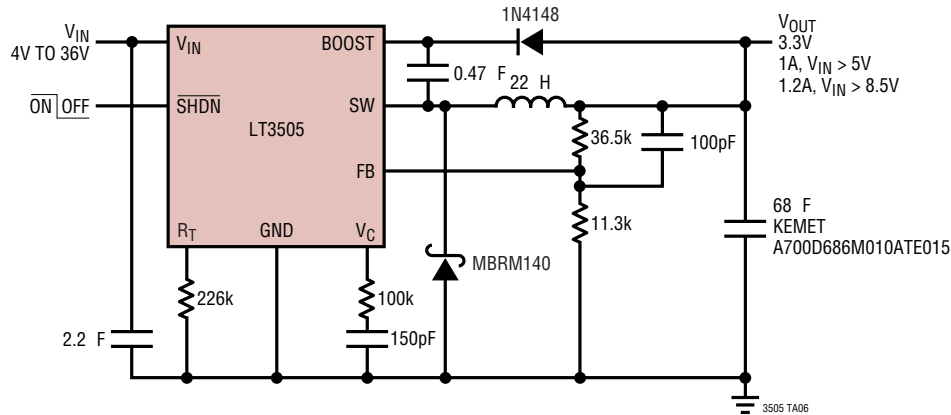 1N4148
VIN
4V TO 36V
VIN
BOOST
VOUT
3.3V
1A, VIN > 5V
1.2A, VIN > 8.5V
0.47 F
22 H
ON OFF
SHDN
SW
LT3505
36.5k
100pF
FB
68 F
KEMET
A700D686M010ATE015
11.3k
RT
GND
VC
MBRM140
226k
100k
2.2 F
150pF
3505 TA06